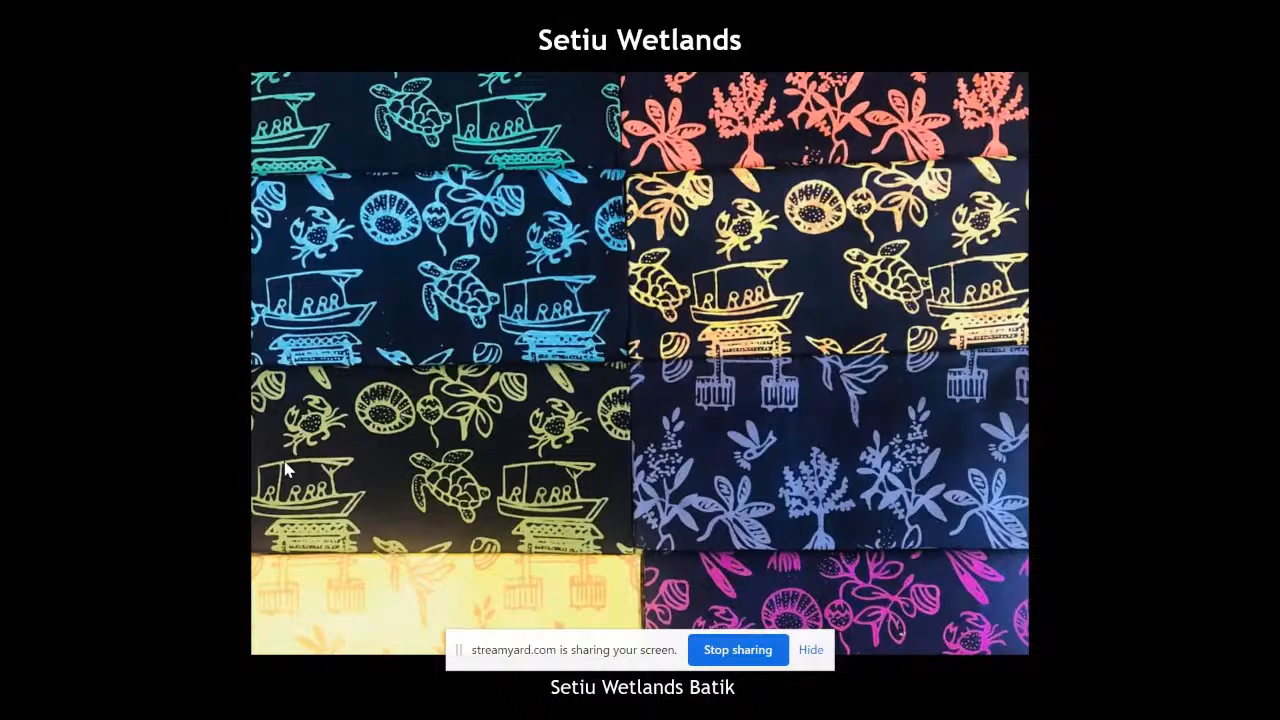 Setiu Wetlands
streamyard.com is sharing your screen.
Stop sharing
Hide
Setiu Wetlands Batik